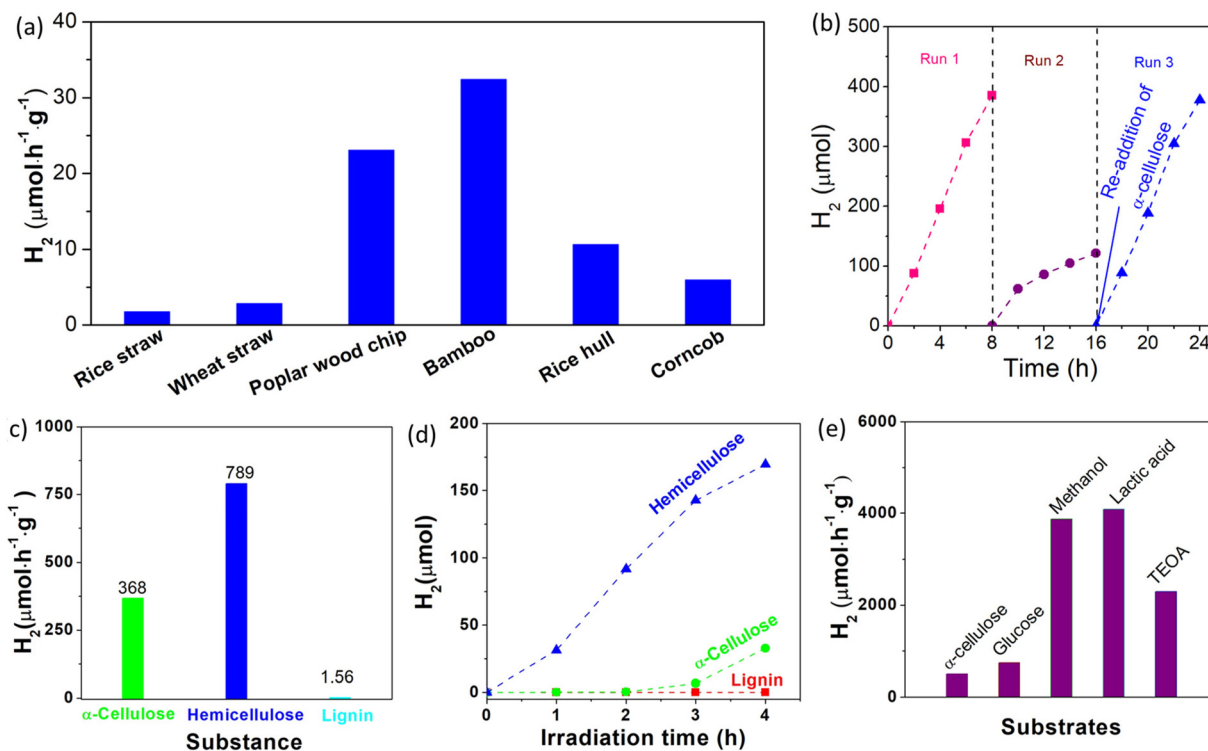 (a)
H₂ (μmol·h⁻¹·g⁻¹)
40
30
20
10
0
Rice straw
Wheat straw
Poplar wood chip
Bamboo
Rice hull
Corncob
(b)
H₂ (μmol)
500
400
300
200
100
0
Run 1
Run 2
Run 3
Re-addition of
α-cellulose
0 4 8 12 16 20 24
Time (h)
c)
H₂(μmol·h⁻¹·g⁻¹)
1000
750
500
250
0
368
789
1.56
α-Cellulose Hemicellulose Lignin
Substance
(d)
H₂(μmol)
200
150
100
50
0
Hemicellulose
α-Cellulose
Lignin
0 1 2 3 4
Irradiation time (h)
(e)
H₂ (μmol·h⁻¹·g⁻¹)
6000
4000
2000
0
α-cellulose
Glucose
Methanol
Lactic acid
TEOA
Substrates